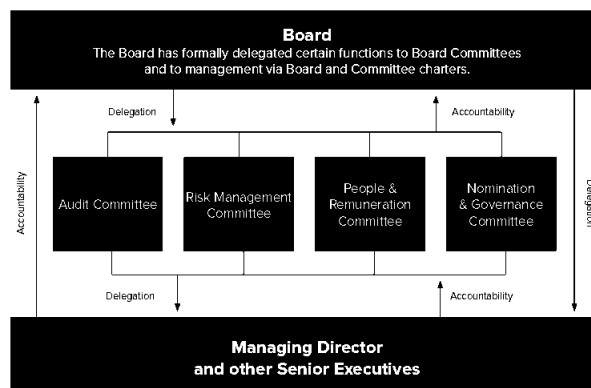 Board
The Board has formally delegated certain functions to Board Committees
and to management via Board and Committee charters.
Delegation
Accountability
Accountability
Delegation
Audit Committee
Risk Management
Committee
People &
Remuneration
Committee
Nomination
& Governance
Committee
Delegation
Accountability
Managing Director
and other Senior Executives